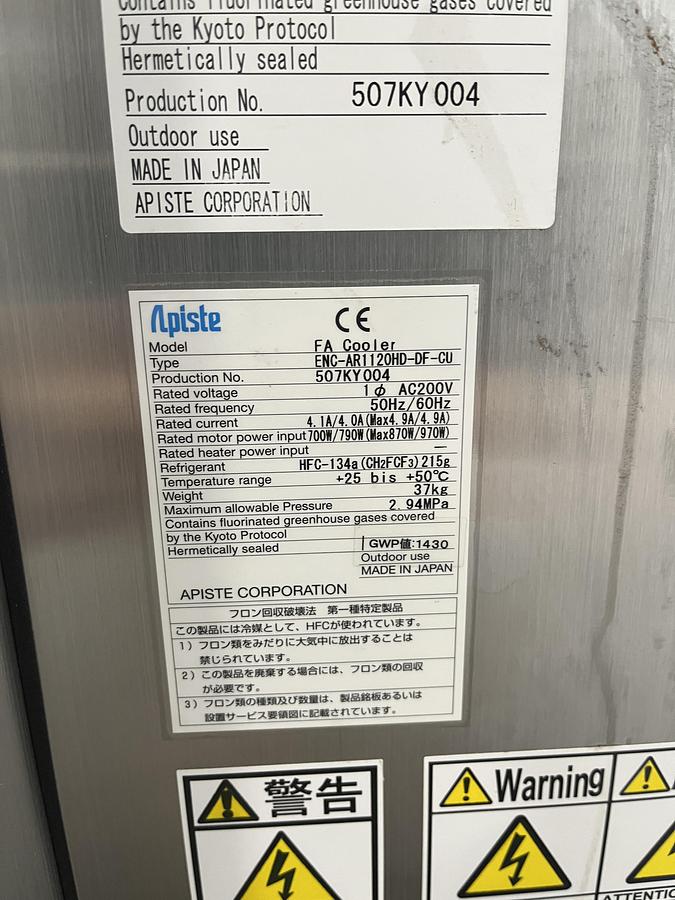 Contains fluorinated greenhouse gases covered
by the Kyoto Protocol
Hermetically sealed
Production No. 507KY004
Outdoor use
MADE IN JAPAN
APISTE CORPORATION
Apiste CE
Model FA Cooler
Type ENC-AR1120HD-DF-CU
Production No. 507KY004
Rated voltage 1φ AC200V
Rated frequency 50Hz/60Hz
Rated current 4.1A/4.0A(Max4.9A/4.9A)
Rated motor power input 700W/790W(Max870W/970W)
Rated heater power input —
Refrigerant HFC-134a(CH₂FCF₃)215g
Temperature range +25 bis +50℃
Weight 37kg
Maximum allowable Pressure 2.94MPa
Contains fluorinated greenhouse gases covered
by the Kyoto Protocol
Hermetically sealed GWP値:1430
Outdoor use
MADE IN JAPAN
APISTE CORPORATION
フロン回収破壊法 第一種特定製品
この製品には冷媒として、HFCが使われています。
1）フロン類をみだりに大気中に放出することは
禁じられています。
2）この製品を廃棄する場合には、フロン類の回収
が必要です。
3）フロン類の種類及び数量は、製品銘板あるいは
設置サービス要領図に記載されています。
警告
Warning
ATTENTIO